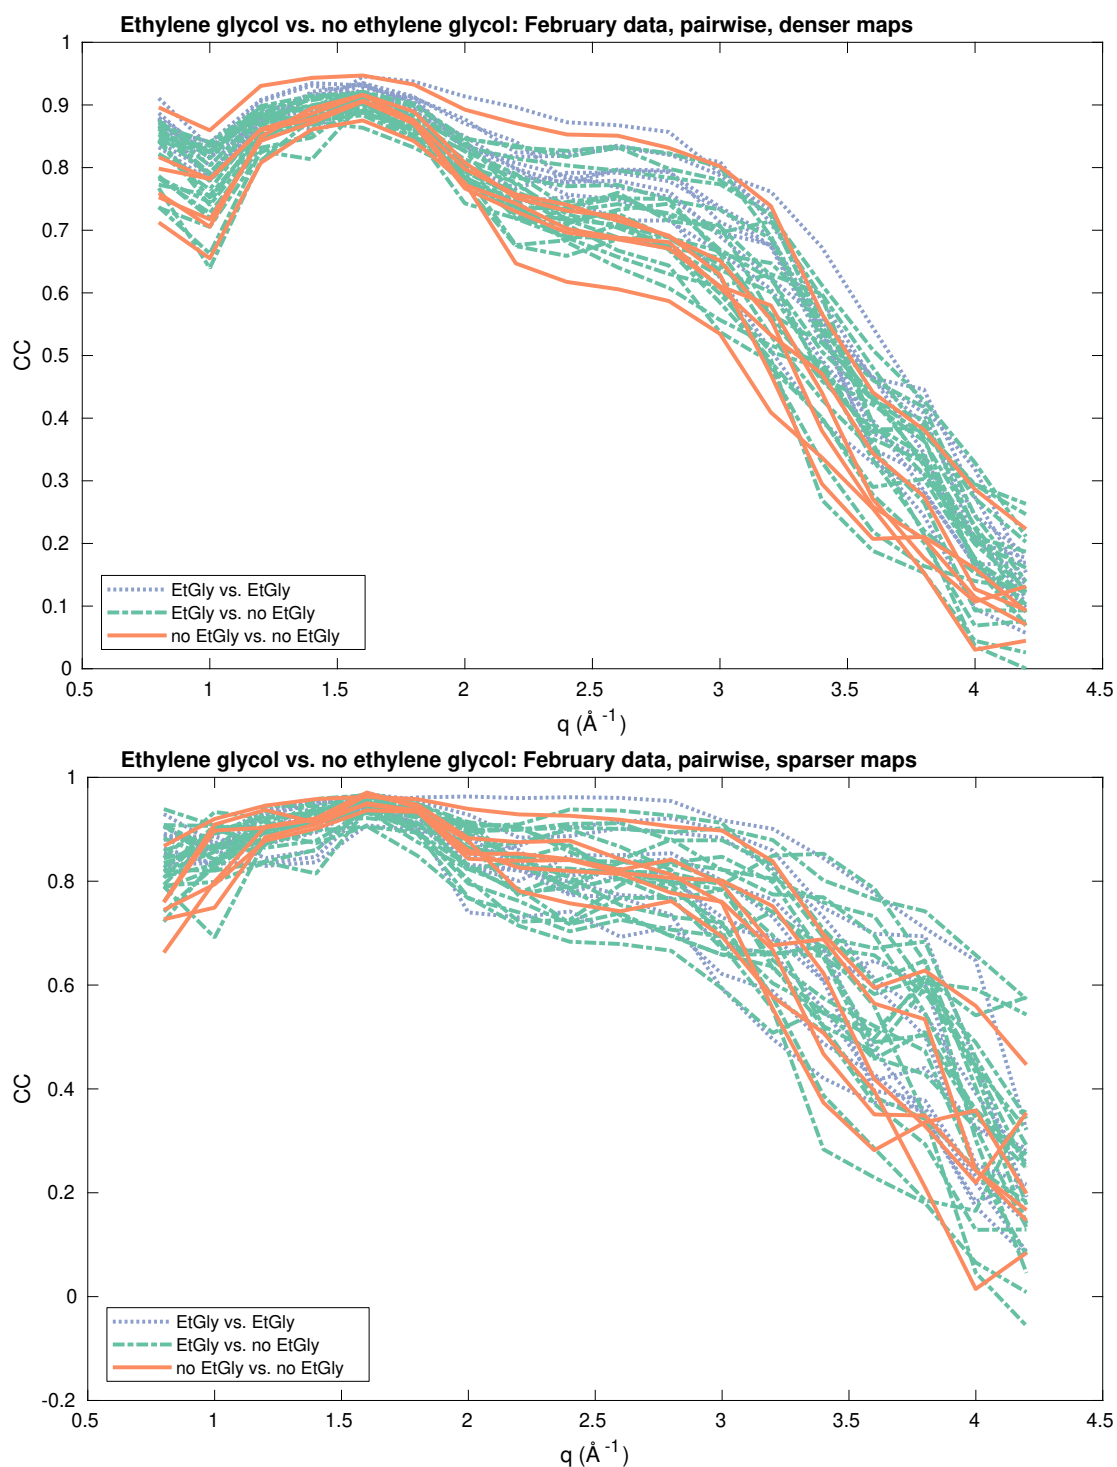 Ethylene glycol vs. no ethylene glycol: February data, pairwise, denser maps
1
0.9
0.8
0.7
0.6
0.5
0.4
0.3
0.2
0.1
0
CC
EtGly vs. EtGly
EtGly vs. no EtGly
no EtGly vs. no EtGly
0.5 1 1.5 2 2.5 3 3.5 4 4.5
q (Å⁻¹)
Ethylene glycol vs. no ethylene glycol: February data, pairwise, sparser maps
1
0.8
0.6
0.4
0.2
0
-0.2
CC
EtGly vs. EtGly
EtGly vs. no EtGly
no EtGly vs. no EtGly
0.5 1 1.5 2 2.5 3 3.5 4 4.5
q (Å⁻¹)